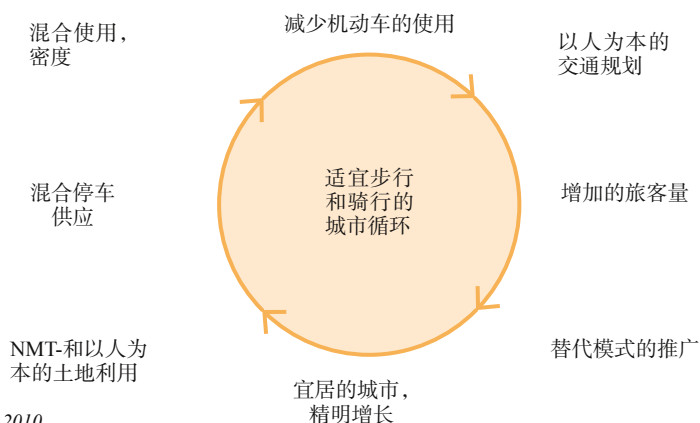 减少机动车的使用
以人为本的
交通规划
增加的旅客量
替代模式的推广
宜居的城市，
精明增长
NMT-和以人为
本的土地利用
混合停车
供应
混合使用，
密度
适宜步行
和骑行的
城市循环
2010